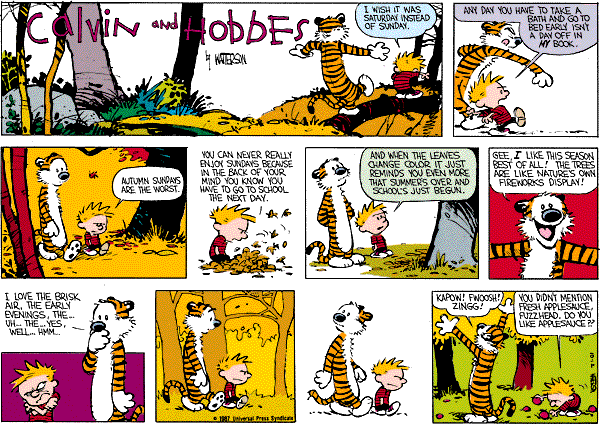 Calvin and Hobbes
by WATERSON
I WISH IT WAS
SATURDAY INSTEAD
OF SUNDAY.
ANY DAY YOU HAVE TO TAKE A
BATH AND GO TO
BED EARLY ISN'T
A DAY OFF IN
MY BOOK.
AUTUMN SUNDAYS
ARE THE WORST.
YOU CAN NEVER REALLY
ENJOY SUNDAYS BECAUSE
IN THE BACK OF YOUR
MIND YOU KNOW YOU
HAVE TO GO TO SCHOOL
THE NEXT DAY.
AND WHEN THE LEAVES
CHANGE COLOR IT JUST
REMINDS YOU EVEN MORE
THAT SUMMER'S OVER AND
SCHOOL'S JUST BEGUN.
GEE, I LIKE THIS SEASON
BEST OF ALL! THE TREES
ARE LIKE NATURE'S OWN
FIREWORKS DISPLAY!
I LOVE THE BRISK
AIR, THE EARLY
EVENINGS, THE...
UH... THE... YES,
WELL... HMM...
© 1987 Universal Press Syndicate
KAPOW! FWOOSH!
ZINGG!
YOU DIDN'T MENTION
FRESH APPLESAUCE,
FUZZHEAD. DO YOU
LIKE APPLESAUCE??